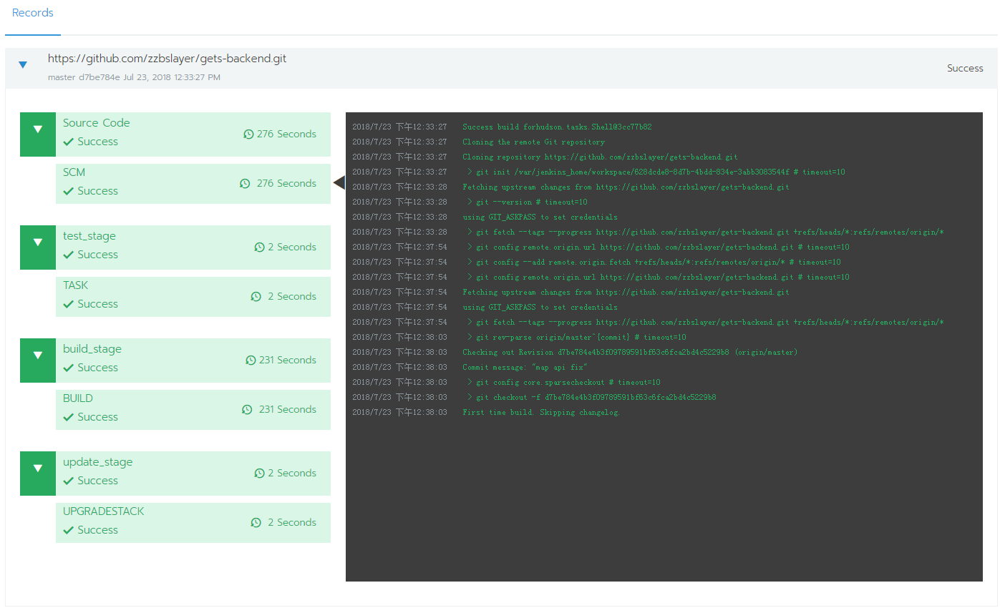 Records
https://github.com/zzbslayer/gets-backend.git
master d7be784e Jul 23, 2018 12:33:27 PM
Success
Source Code
Success
276 Seconds
SCM
Success
276 Seconds
test_stage
Success
2 Seconds
TASK
Success
2 Seconds
build_stage
Success
231 Seconds
BUILD
Success
231 Seconds
update_stage
Success
2 Seconds
UPGRADESTACK
Success
2 Seconds
2018/7/23 下午12:33:27 Success build forhudson.tasks.Shell@3cc77b82
2018/7/23 下午12:33:27 Cloning the remote Git repository
2018/7/23 下午12:33:27 Cloning repository https://github.com/zzbslayer/gets-backend.git
2018/7/23 下午12:33:27 > git init /var/jenkins_home/workspace/628dcde8-8d7b-4bdd-834e-3abb3083544f # timeout=10
2018/7/23 下午12:33:28 Fetching upstream changes from https://github.com/zzbslayer/gets-backend.git
2018/7/23 下午12:33:28 > git --version # timeout=10
2018/7/23 下午12:33:28 using GIT_ASKPASS to set credentials
2018/7/23 下午12:33:28 > git fetch --tags --progress https://github.com/zzbslayer/gets-backend.git +refs/heads/*:refs/remotes/origin/*
2018/7/23 下午12:37:54 > git config remote.origin.url https://github.com/zzbslayer/gets-backend.git # timeout=10
2018/7/23 下午12:37:54 > git config --add remote.origin.fetch +refs/heads/*:refs/remotes/origin/* # timeout=10
2018/7/23 下午12:37:54 > git config remote.origin.url https://github.com/zzbslayer/gets-backend.git # timeout=10
2018/7/23 下午12:37:54 Fetching upstream changes from https://github.com/zzbslayer/gets-backend.git
2018/7/23 下午12:37:54 using GIT_ASKPASS to set credentials
2018/7/23 下午12:37:54 > git fetch --tags --progress https://github.com/zzbslayer/gets-backend.git +refs/heads/*:refs/remotes/origin/*
2018/7/23 下午12:38:03 > git rev-parse origin/master^{commit} # timeout=10
2018/7/23 下午12:38:03 Checking out Revision d7be784e4b3f09789591bf63c6fca2bd4c5229b8 (origin/master)
2018/7/23 下午12:38:03 Commit message: "map api fix"
2018/7/23 下午12:38:03 > git config core.sparsecheckout # timeout=10
2018/7/23 下午12:38:03 > git checkout -f d7be784e4b3f09789591bf63c6fca2bd4c5229b8
2018/7/23 下午12:38:03 First time build. Skipping changelog.